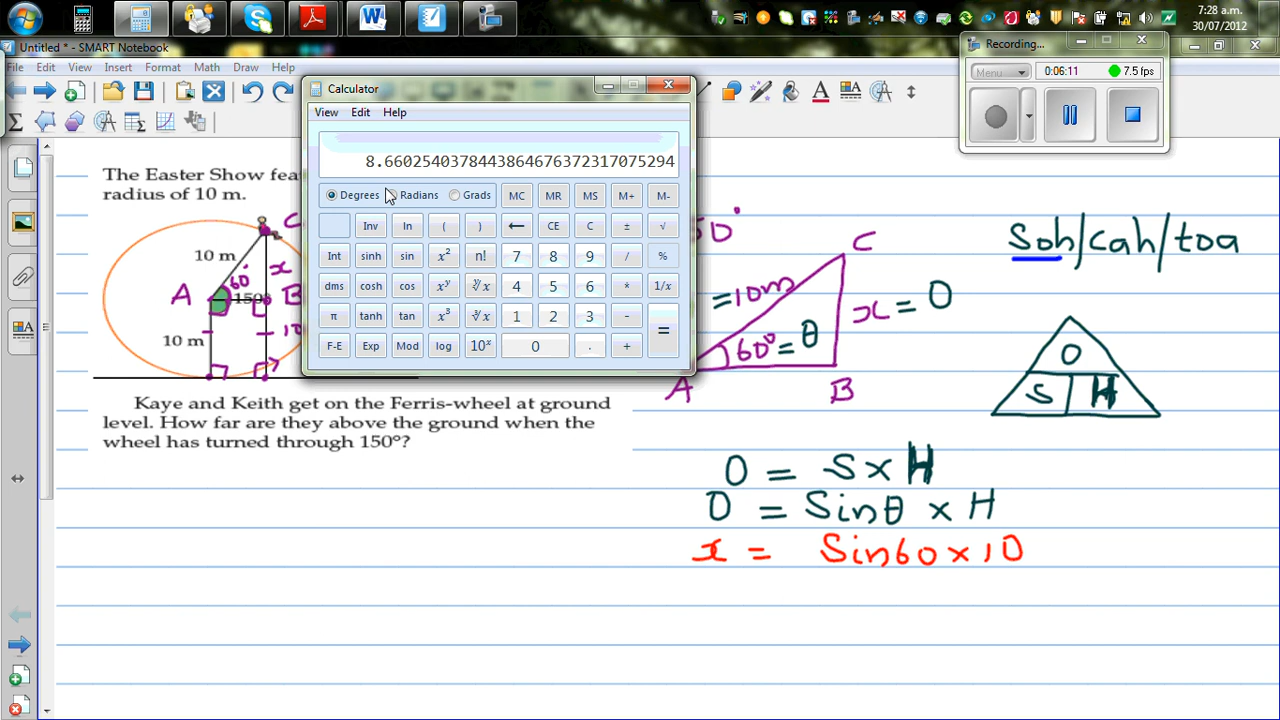 7:28 a.m.
30/07/2012
Untitled * - SMART Notebook
File Edit View Insert Format Math Draw Help
Recording...
Menu
0:06:11
7.5 fps
Calculator
View Edit Help
8.6602540378443864676372317075294
Degrees Radians Grads MC MR MS M+ M-
Inv ln ( ) ← CE C ± √
Int sinh sin x² n! 7 8 9 / %
dms cosh cos xʸ ʸ√x 4 5 6 * 1/x
π tanh tan x³ ³√x 1 2 3 - =
F-E Exp Mod log 10ˣ 0 . +
The Easter Show fea
radius of 10 m.
C
10 m
x
60°
A
150°
B
10 m
10
Kaye and Keith get on the Ferris-wheel at ground
level. How far are they above the ground when the
wheel has turned through 150°?
50°
C
=10m
x = O
60° = θ
A
B
Soh/Cah/toa
O
S H
O = S x H
O = Sinθ x H
x = Sin60 x 10